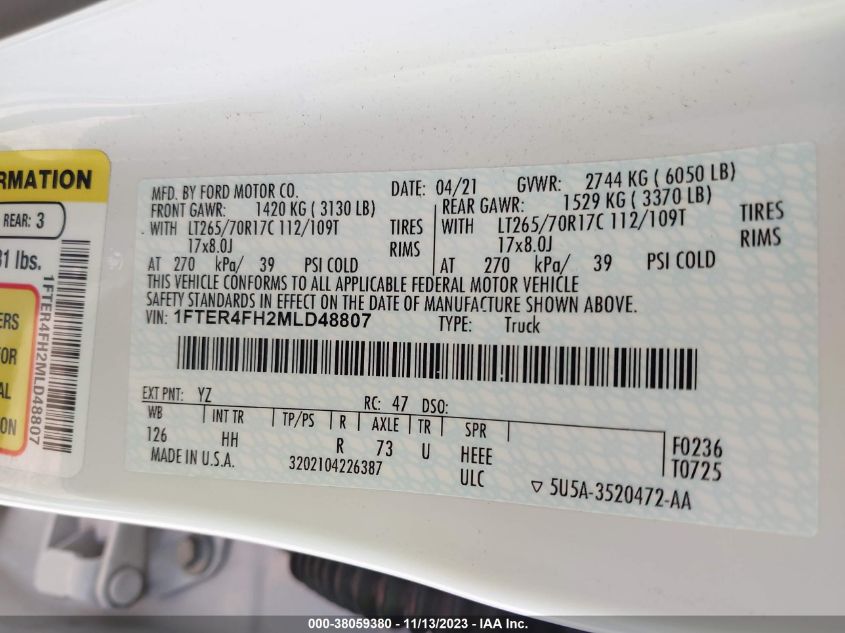 RMATION
REAR: 3
31 lbs.
ERS
FOR
AL
ON
1FTER4FH2MLD48807
MFD. BY FORD MOTOR CO. DATE: 04/21 GVWR: 2744 KG ( 6050 LB)
FRONT GAWR: 1420 KG ( 3130 LB) REAR GAWR: 1529 KG ( 3370 LB)
WITH LT265/70R17C 112/109T TIRES WITH LT265/70R17C 112/109T TIRES
17x8.0J RIMS 17x8.0J RIMS
AT 270 kPa/ 39 PSI COLD AT 270 kPa/ 39 PSI COLD
THIS VEHICLE CONFORMS TO ALL APPLICABLE FEDERAL MOTOR VEHICLE
SAFETY STANDARDS IN EFFECT ON THE DATE OF MANUFACTURE SHOWN ABOVE.
VIN: 1FTER4FH2MLD48807 TYPE: Truck
EXT PNT: YZ RC: 47 DSO:
WB INT TR TP/PS R AXLE TR SPR
126 HH R 73 U HEEE F0236
MADE IN U.S.A. 3202104226387 ULC T0725
▽ 5U5A-3520472-AA
000-38059380 - 11/13/2023 - IAA Inc.